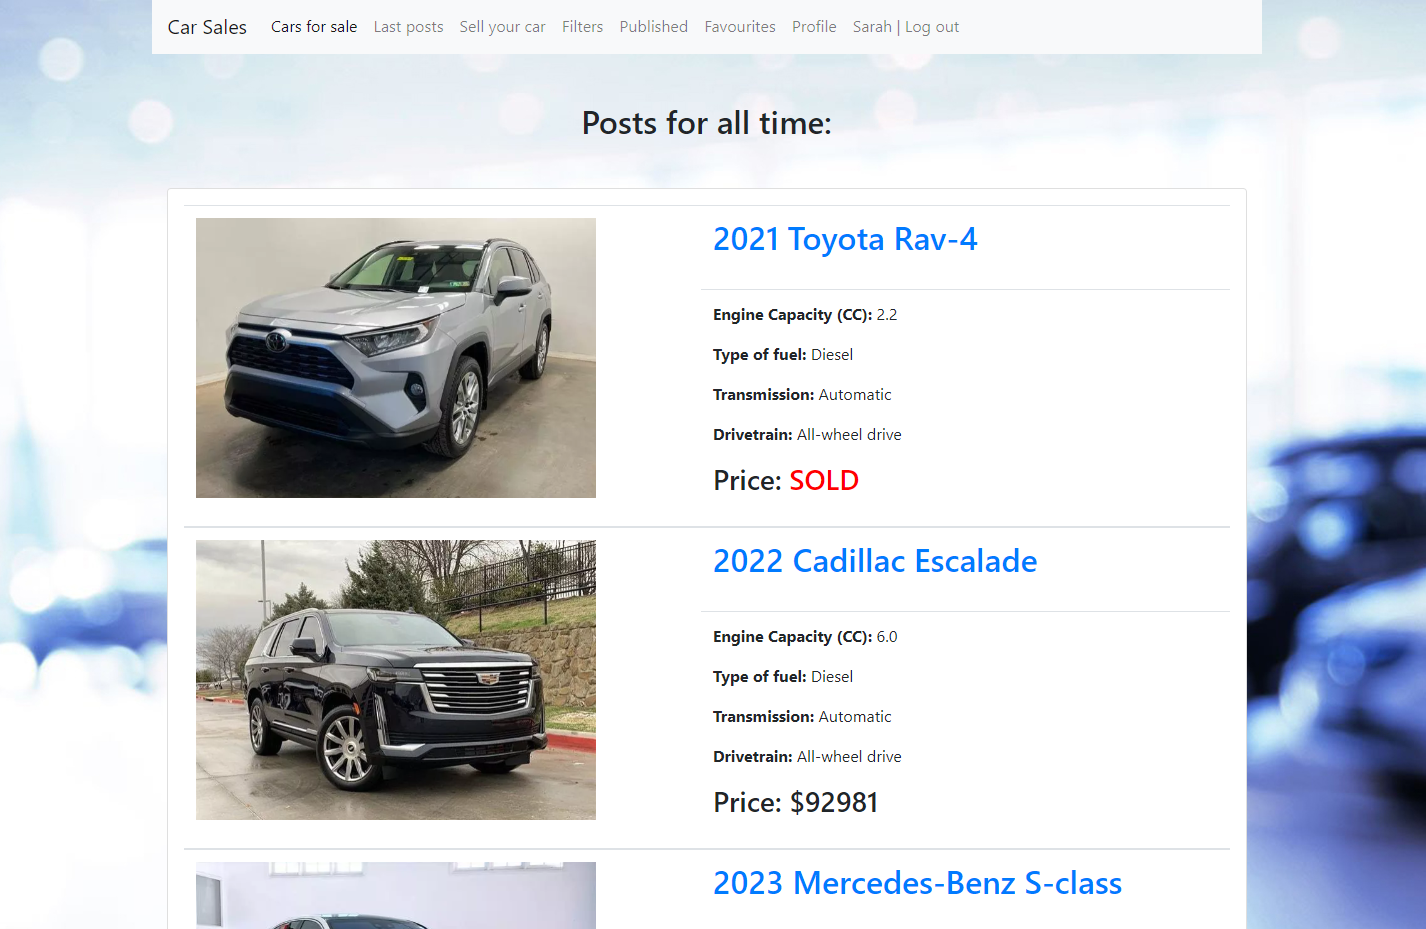 Car Sales Cars for sale Last posts Sell your car Filters Published Favourites Profile Sarah | Log out
Posts for all time:
2021 Toyota Rav-4
Engine Capacity (CC): 2.2
Type of fuel: Diesel
Transmission: Automatic
Drivetrain: All-wheel drive
Price: SOLD
2022 Cadillac Escalade
Engine Capacity (CC): 6.0
Type of fuel: Diesel
Transmission: Automatic
Drivetrain: All-wheel drive
Price: $92981
2023 Mercedes-Benz S-class